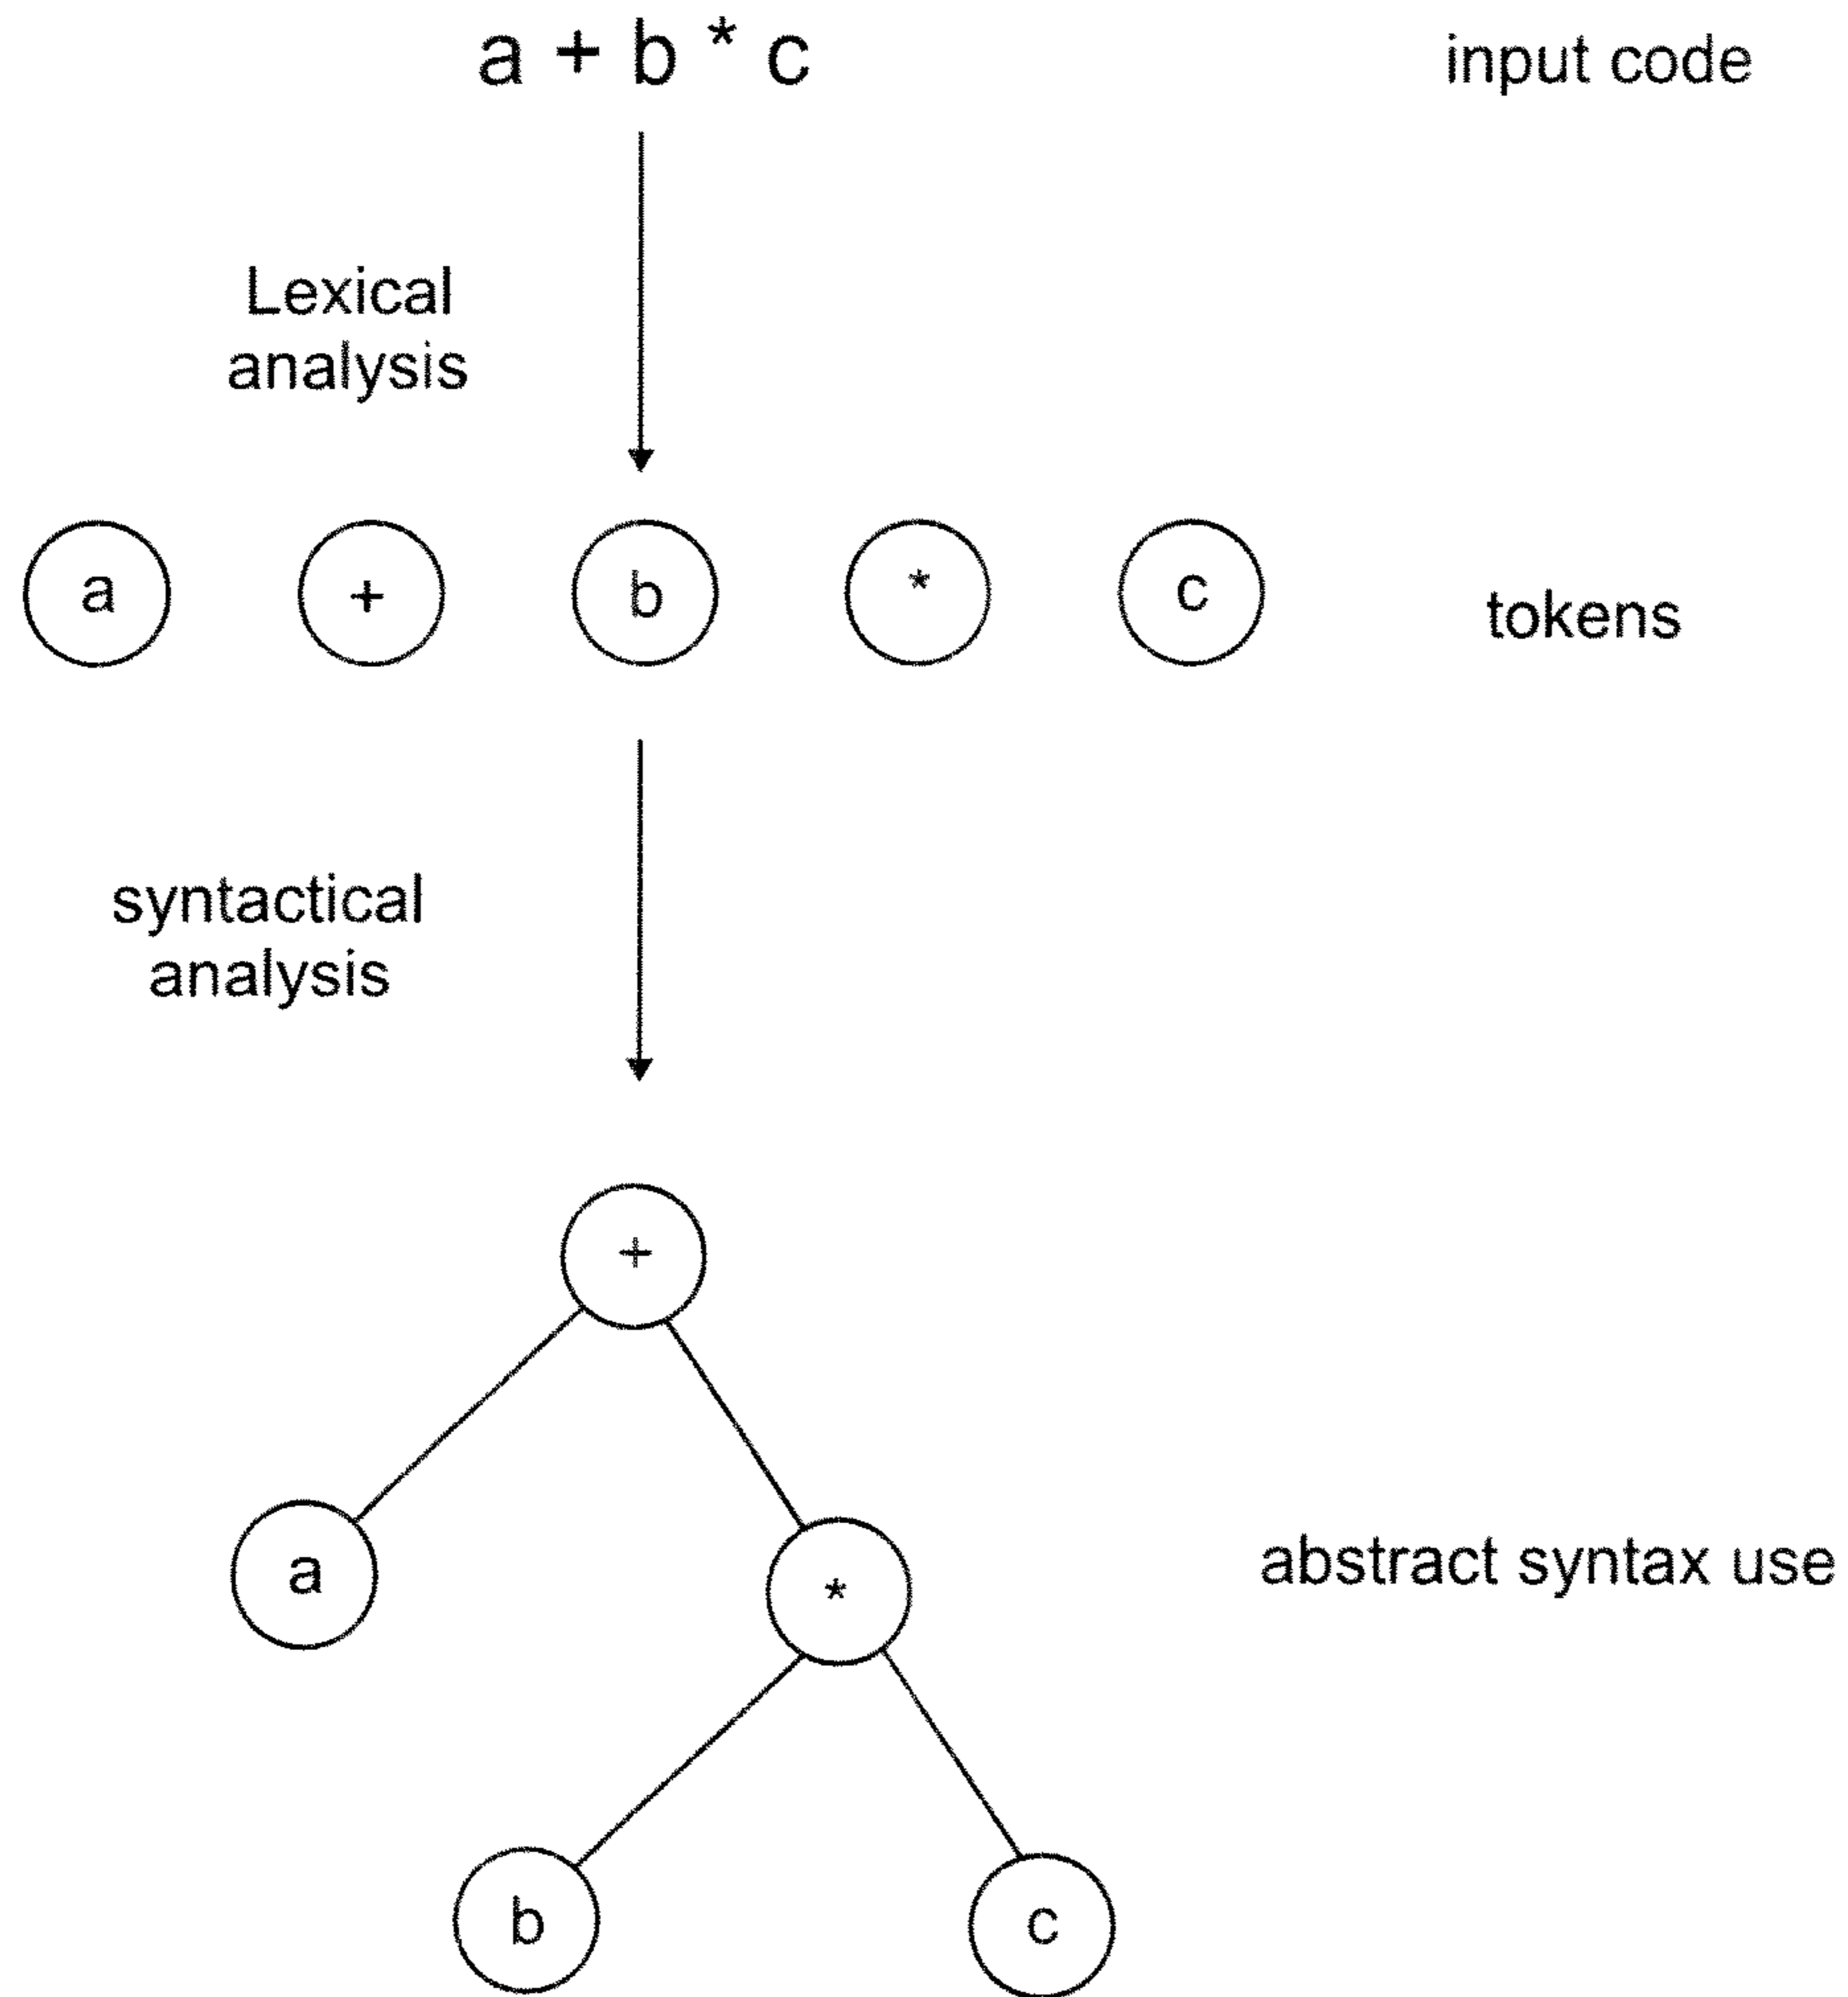 a + b * c
input code
Lexical
analysis
a + b * c
tokens
syntactical
analysis
+
a
*
abstract syntax use
b
c